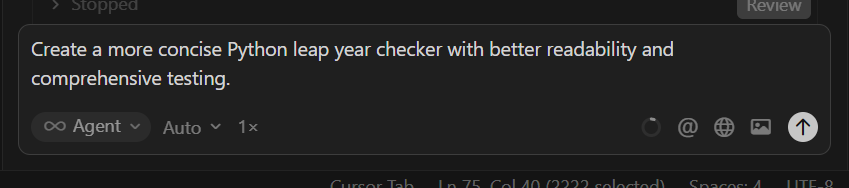 Stopped
Review
Create a more concise Python leap year checker with better readability and
comprehensive testing.
Agent
Auto
1×
Cursor Tab Ln 75, Col 40 (2222 selected) Spaces: 4 UTF-8